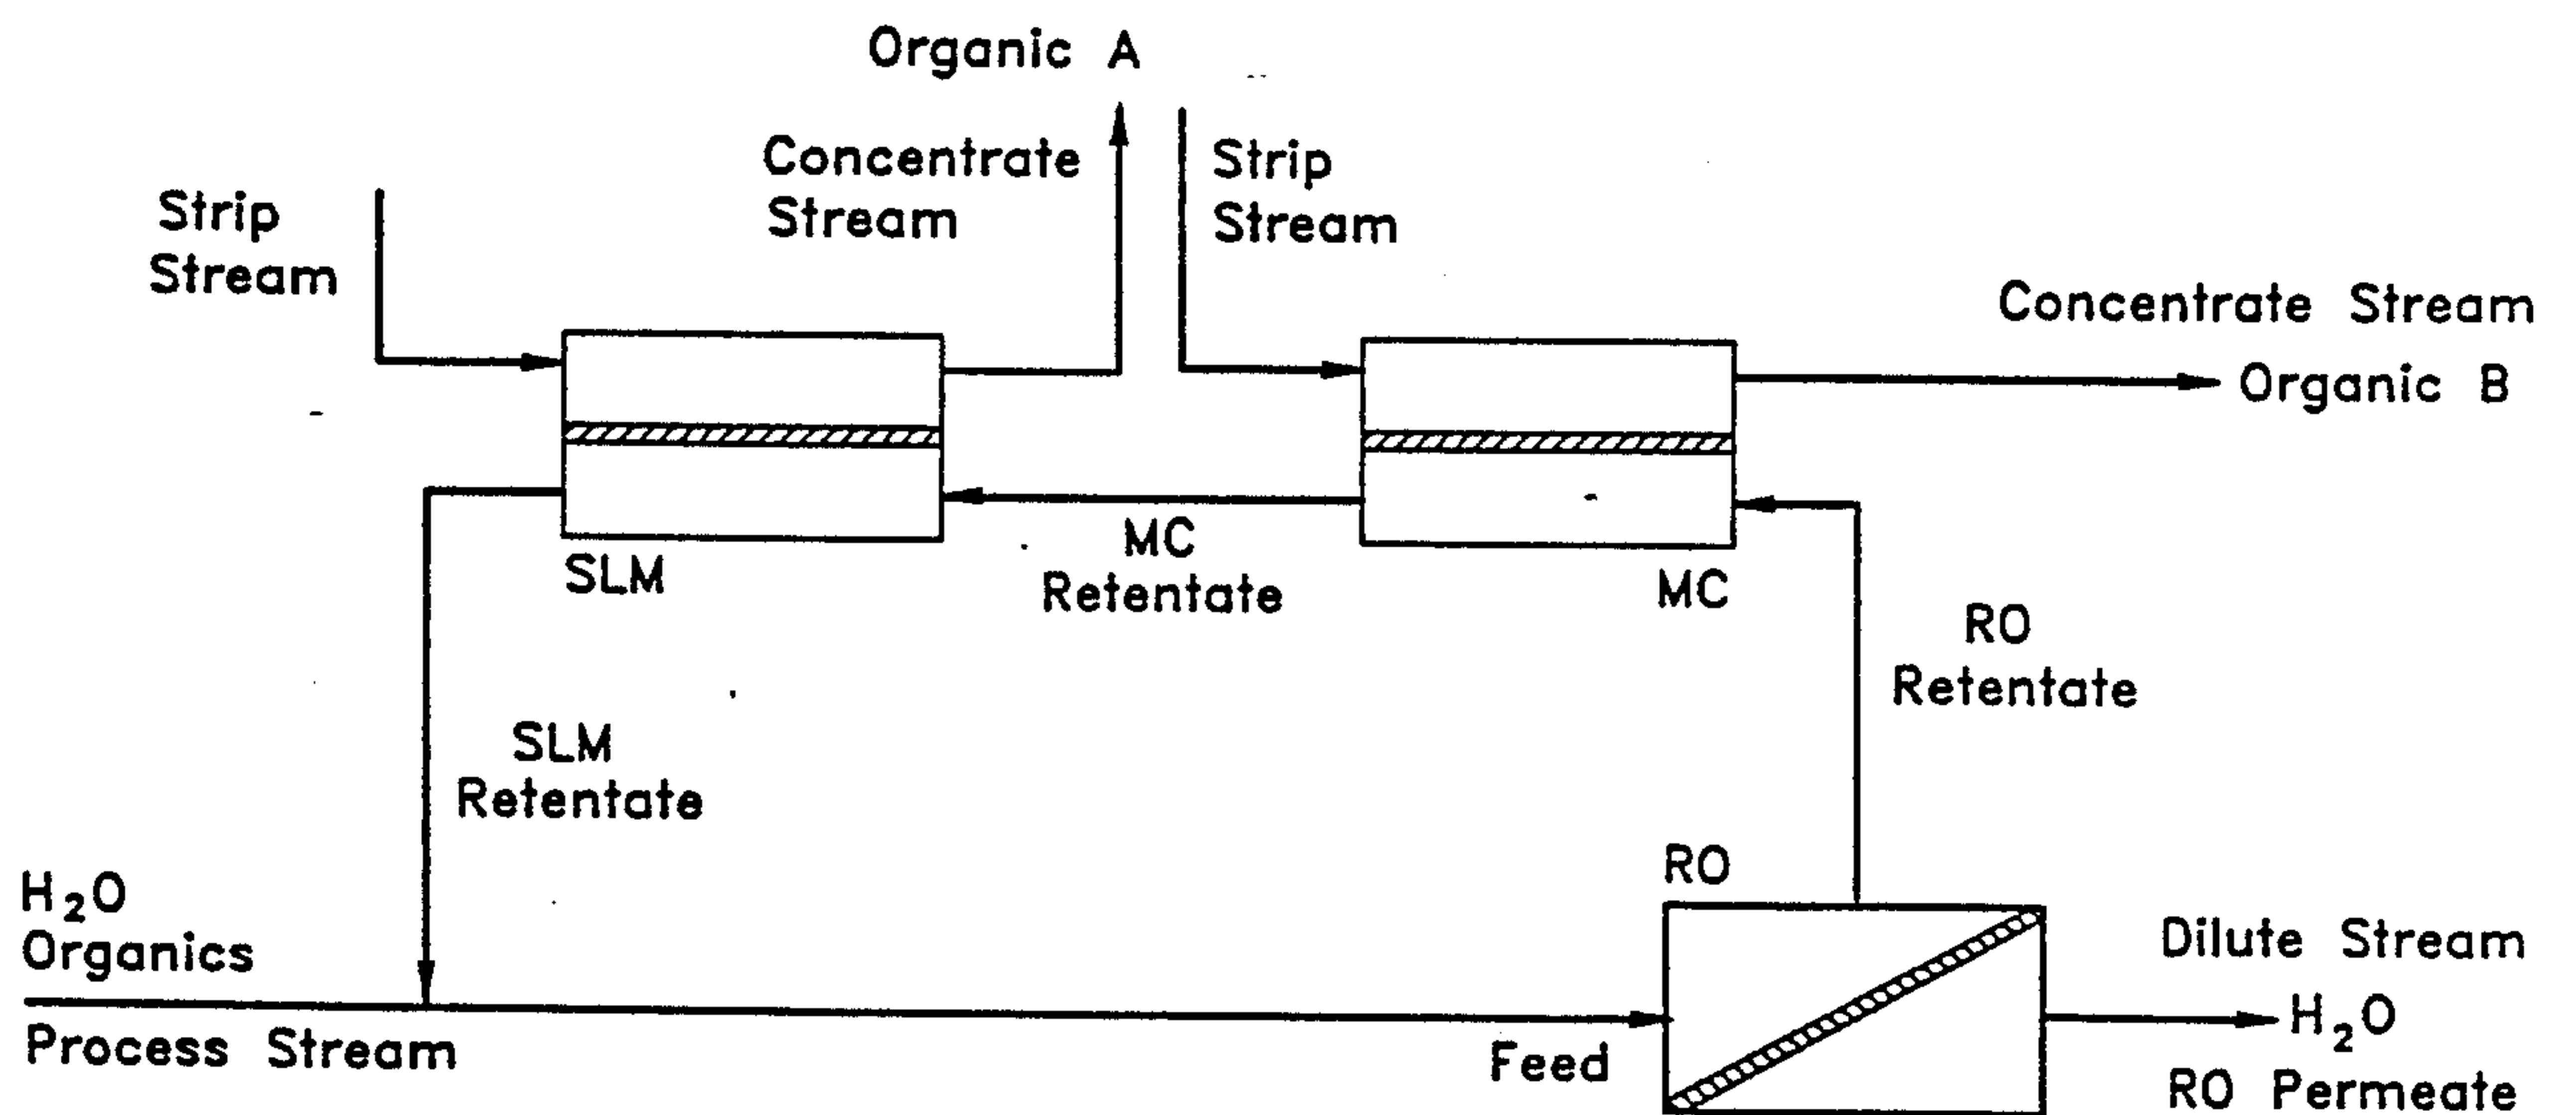 Organic A
Concentrate
Stream
Strip
Stream
Strip
Stream
Concentrate Stream
Organic B
SLM
MC
Retentate
MC
RO
Retentate
SLM
Retentate
H₂O
Organics
Process Stream
Feed
RO
Dilute Stream
H₂O
RO Permeate